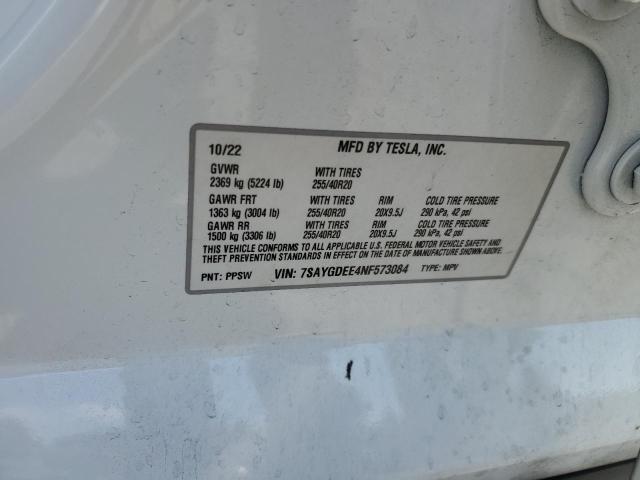 10/22 MFD BY TESLA, INC.
GVWR WITH TIRES
2369 kg (5224 lb) 255/40R20
GAWR FRT WITH TIRES RIM COLD TIRE PRESSURE
1363 kg (3004 lb) 255/40R20 20X9.5J 290 kPa, 42 psi
GAWR RR WITH TIRES RIM COLD TIRE PRESSURE
1500 kg (3306 lb) 255/40R20 20X9.5J 290 kPa, 42 psi
THIS VEHICLE CONFORMS TO ALL APPLICABLE U.S. FEDERAL MOTOR VEHICLE SAFETY AND
THEFT PREVENTION STANDARDS IN EFFECT ON THE DATE OF MANUFACTURE SHOWN ABOVE.
PNT: PPSW VIN: 7SAYGDEE4NF573084 TYPE: MPV